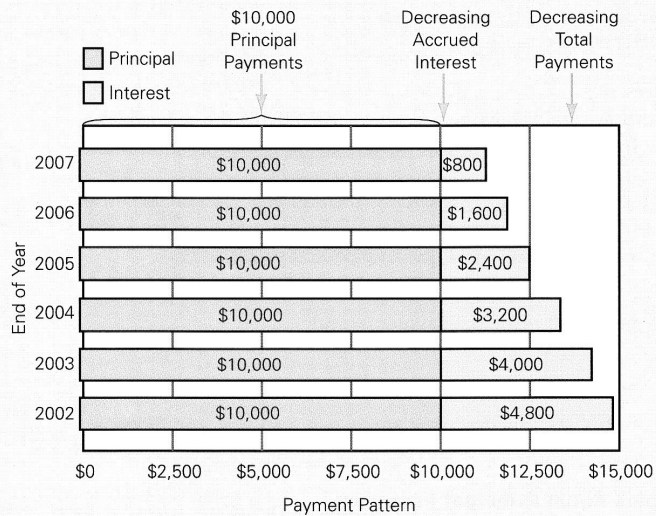 $10,000
Principal
Payments
Decreasing
Accrued
Interest
Decreasing
Total
Payments
Principal
Interest
2007
$10,000
$800
2006
$10,000
$1,600
2005
$10,000
$2,400
2004
$10,000
$3,200
2003
$10,000
$4,000
2002
$10,000
$4,800
End of Year
$0
$2,500
$5,000
$7,500
$10,000
$12,500
$15,000
Payment Pattern